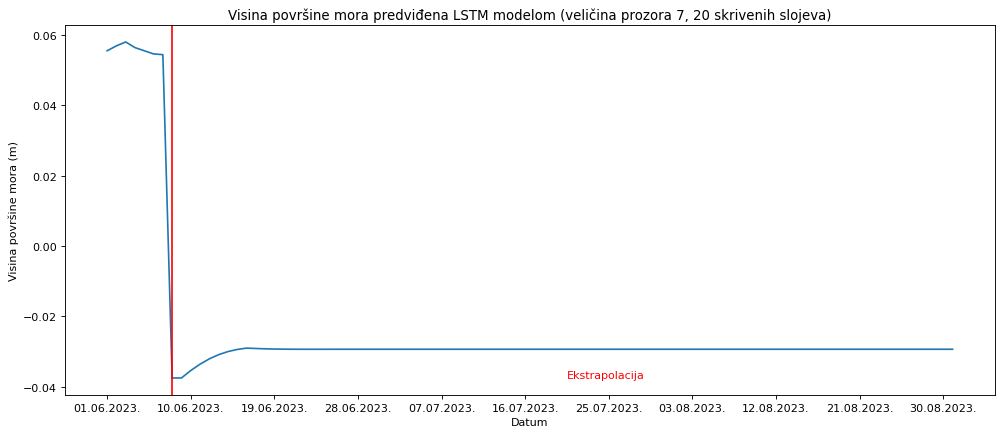 Visina površine mora predviđena LSTM modelom (veličina prozora 7, 20 skrivenih slojeva)
Visina površine mora (m)
0.06
0.04
0.02
0.00
−0.02
−0.04
Ekstrapolacija
01.06.2023. 10.06.2023. 19.06.2023. 28.06.2023. 07.07.2023. 16.07.2023. 25.07.2023. 03.08.2023. 12.08.2023. 21.08.2023. 30.08.2023.
Datum